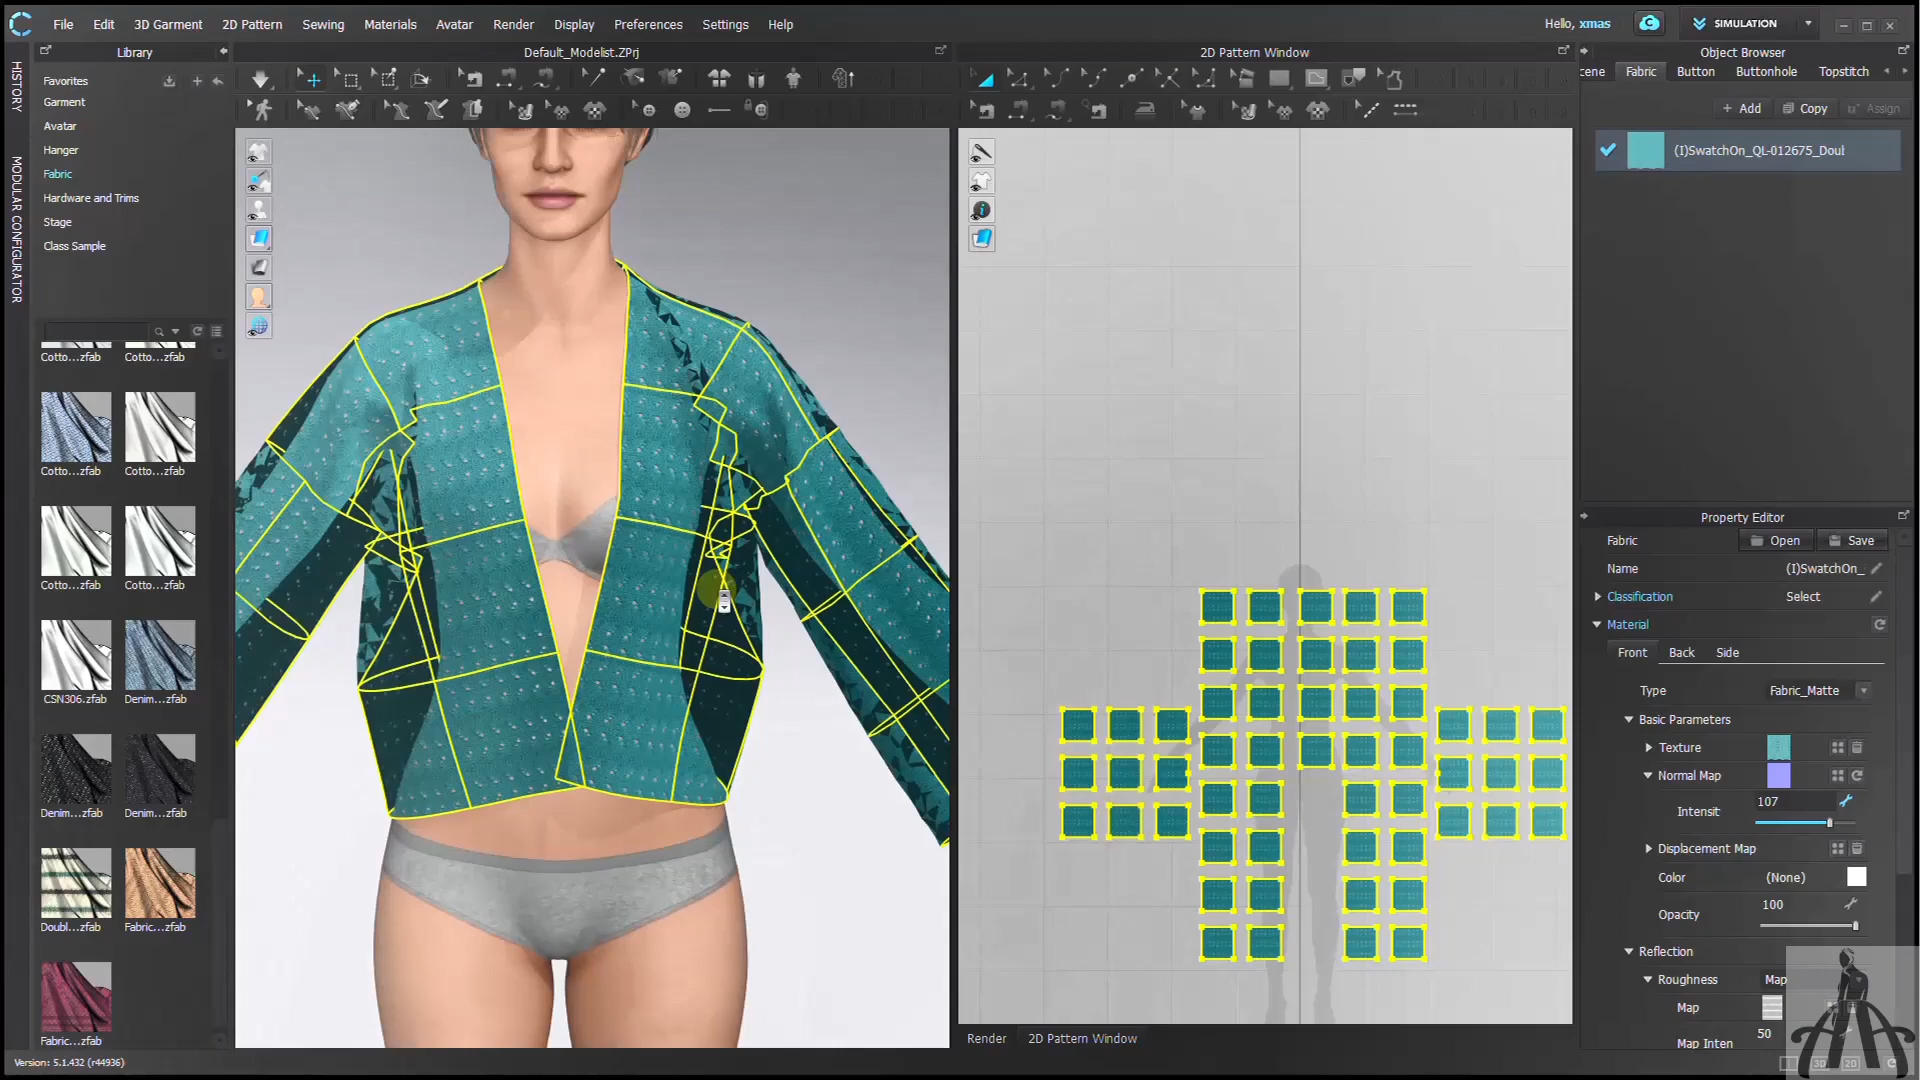 File Edit 3D Garment 2D Pattern Sewing Materials Avatar Render Display Preferences Settings Help
Hello, xmas
SIMULATION
Library
Default_Modelist.ZPrj
2D Pattern Window
Object Browser
HISTORY
MODULAR CONFIGURATOR
Favorites
Garment
Avatar
Hanger
Fabric
Hardware and Trims
Stage
Class Sample
cene Fabric Button Buttonhole Topstitch
+ Add Copy Assign
(I)SwatchOn_QL-012675_Doul
Cotto...zfab Cotto...zfab
Cotto...zfab Cotto...zfab
Cotto...zfab Cotto...zfab
CSN306.zfab Denim...zfab
Denim...zfab Denim...zfab
Doubl...zfab Fabric...zfab
Fabric...zfab
Property Editor
Fabric Open Save
Name (I)SwatchOn_
Classification Select
Material
Front Back Side
Type Fabric_Matte
Basic Parameters
Texture
Normal Map
Intensit 107
Displacement Map
Color (None)
Opacity 100
Reflection
Roughness Map
Map
Map Inten 50
Render 2D Pattern Window
Version: 5.1.432 (r44936)
3D 2D